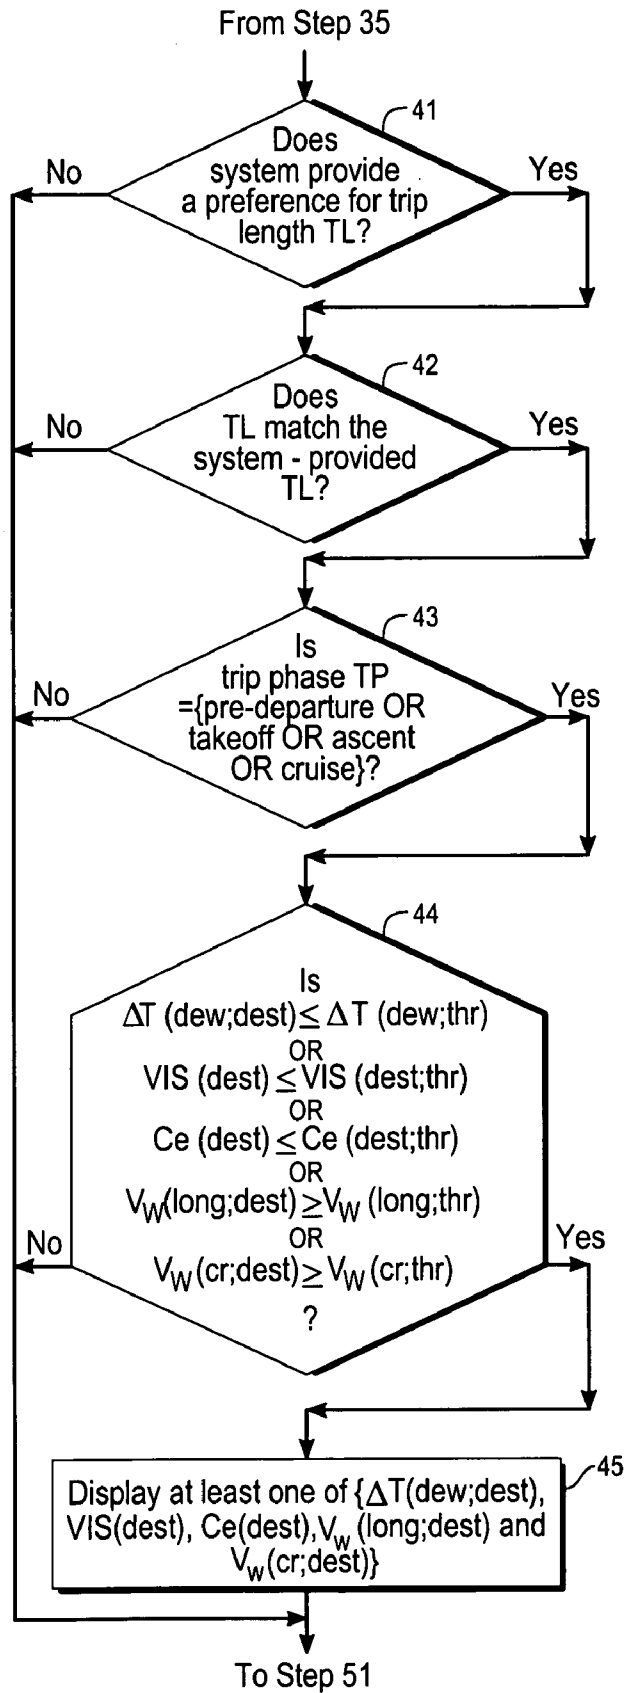 From Step 35
41
Does
system provide
a preference for trip
length TL?
No
Yes
42
Does
TL match the
system - provided
TL?
No
Yes
43
Is
trip phase TP
={pre-departure OR
takeoff OR ascent
OR cruise}?
No
Yes
44
Is
ΔT (dew;dest)≤ ΔT (dew;thr)
OR
VIS (dest) ≤ VIS (dest;thr)
OR
Ce (dest) ≤ Ce (dest;thr)
OR
VW(long;dest) ≥ VW (long;thr)
OR
VW(cr;dest) ≥ VW (cr;thr)
?
No
Yes
45
Display at least one of {ΔT(dew;dest),
VIS(dest), Ce(dest),Vw (long;dest) and
Vw(cr;dest)}
To Step 51